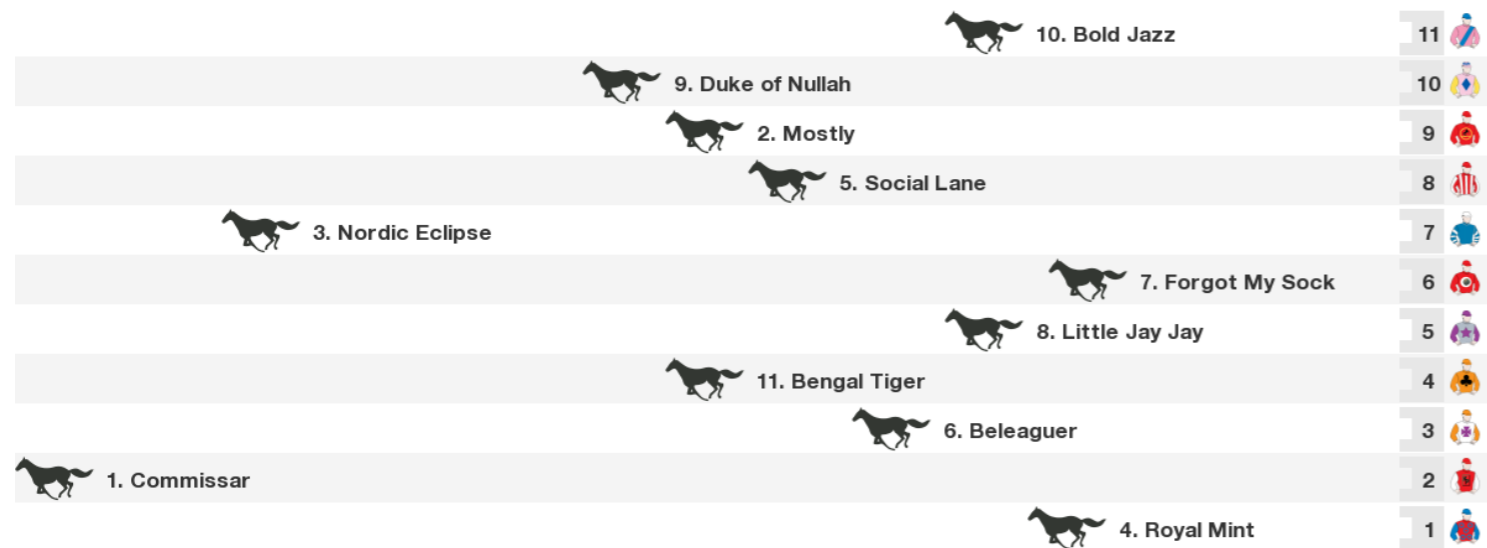 10. Bold Jazz 11
9. Duke of Nullah 10
2. Mostly 9
5. Social Lane 8
3. Nordic Eclipse 7
7. Forgot My Sock 6
8. Little Jay Jay 5
11. Bengal Tiger 4
6. Beleaguer 3
1. Commissar 2
4. Royal Mint 1